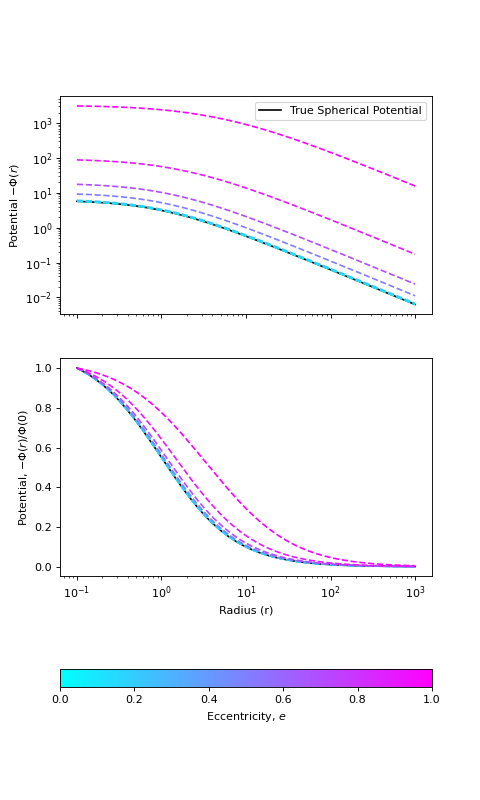 True Spherical Potential
10³
10²
10¹
10⁰
10⁻¹
10⁻²
Potential −Φ(r)
1.0
0.8
0.6
0.4
0.2
0.0
Potential, −Φ(r)/Φ(0)
10⁻¹ 10⁰ 10¹ 10² 10³
Radius (r)
0.0 0.2 0.4 0.6 0.8 1.0
Eccentricity, e